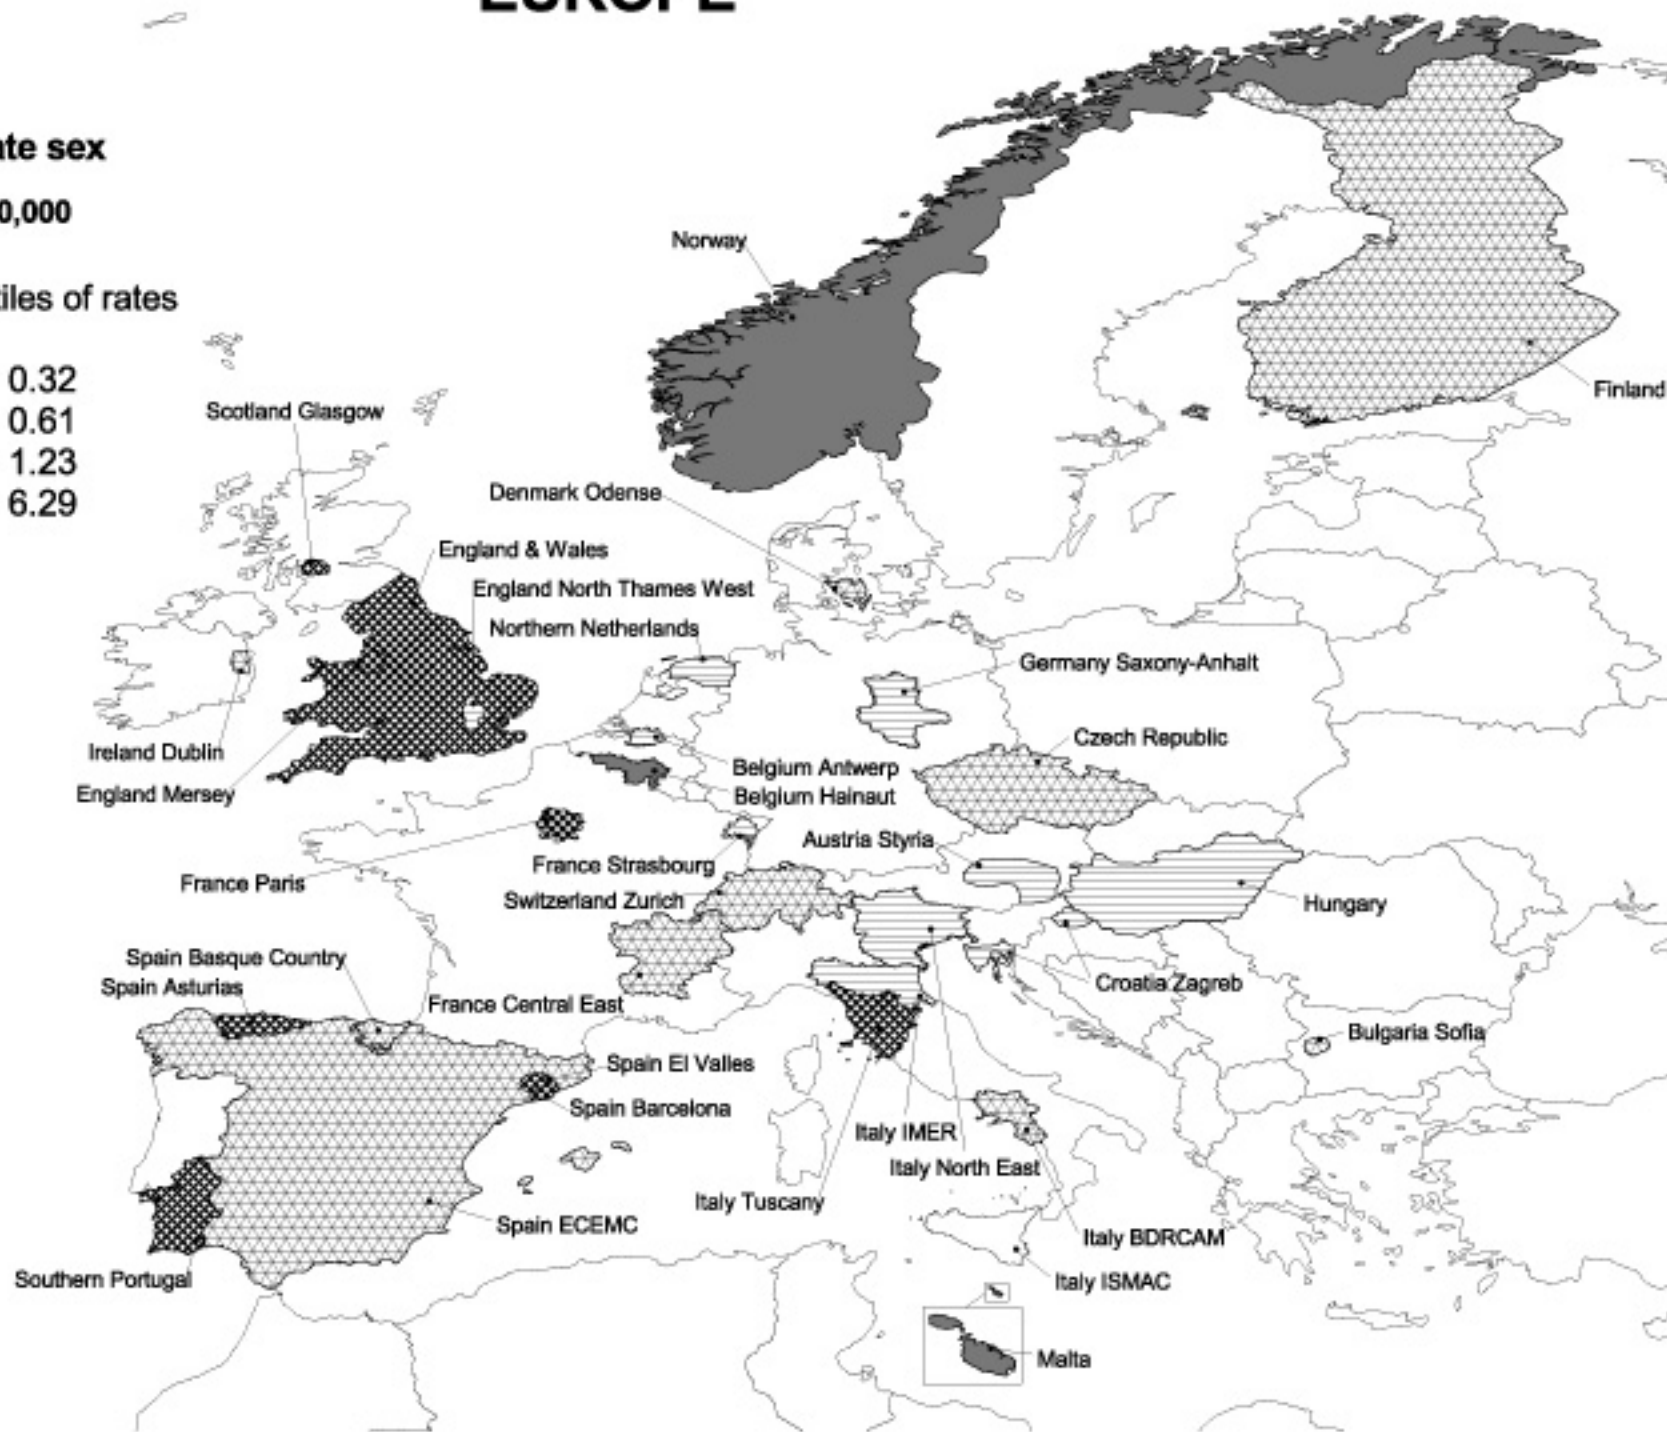 EUROPE
ate sex
0,000
tiles of rates
0.32
0.61
1.23
6.29
Norway
Finland
Scotland Glasgow
Denmark Odense
England & Wales
England North Thames West
Northern Netherlands
Germany Saxony-Anhalt
Ireland Dublin
Czech Republic
England Mersey
Belgium Antwerp
Belgium Hainaut
Austria Styria
France Strasbourg
France Paris
Switzerland Zurich
Hungary
Spain Basque Country
Spain Asturias
France Central East
Croatia Zagreb
Bulgaria Sofia
Spain El Valles
Spain Barcelona
Italy IMER
Italy North East
Italy Tuscany
Spain ECEMC
Italy BDRCAM
Southern Portugal
Italy ISMAC
Malta